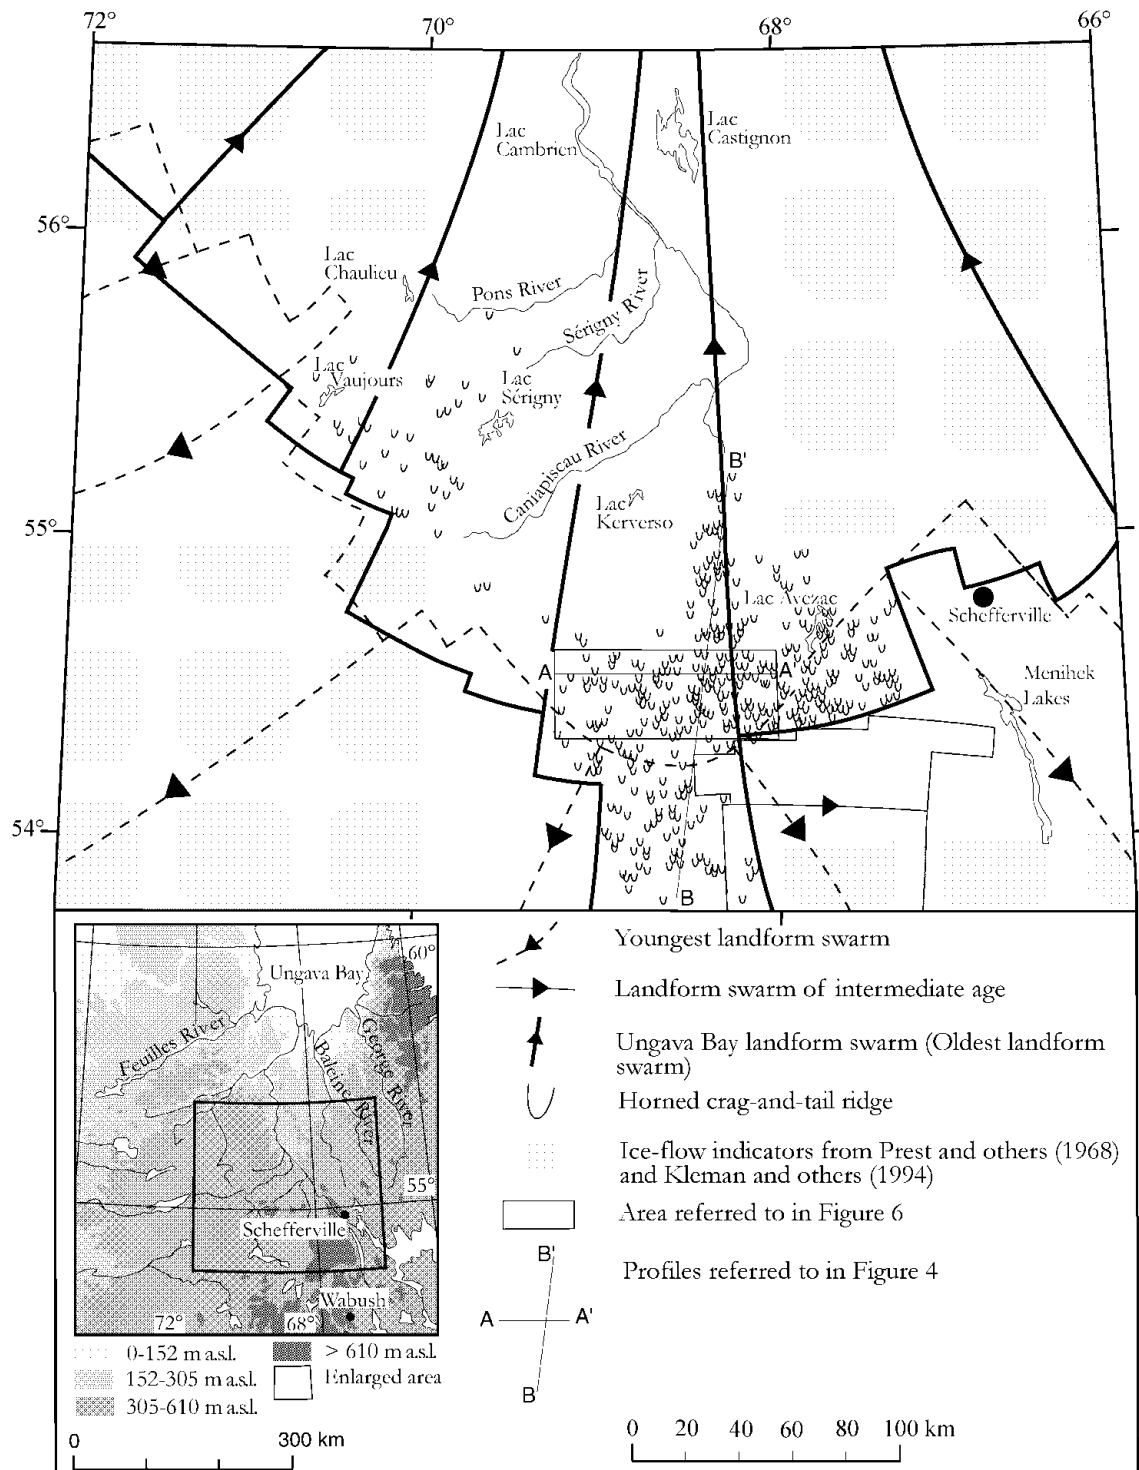 72°
70°
68°
66°
56°
55°
54°
Lac
Cambrien
Lac
Castignon
Lac
Chaulieu
Pons River
Sérigny River
Lac
Vaujours
Lac
Sérigny
Caniapiscau River
Lac
Kerverso
B'
Lac Avezac
Schefferville
A
A
Menihek
Lakes
B
60°
Ungava Bay
Feuilles River
Baleine River
George River
55°
Schefferville
Wabush
72°
68°
0-152 m a.s.l.
152-305 m a.s.l.
305-610 m a.s.l.
> 610 m a.s.l.
Enlarged area
0
300 km
Youngest landform swarm
Landform swarm of intermediate age
Ungava Bay landform swarm (Oldest landform
swarm)
Horned crag-and-tail ridge
Ice-flow indicators from Prest and others (1968)
and Kleman and others (1994)
Area referred to in Figure 6
B'
Profiles referred to in Figure 4
A
A'
B
0 20 40 60 80 100 km